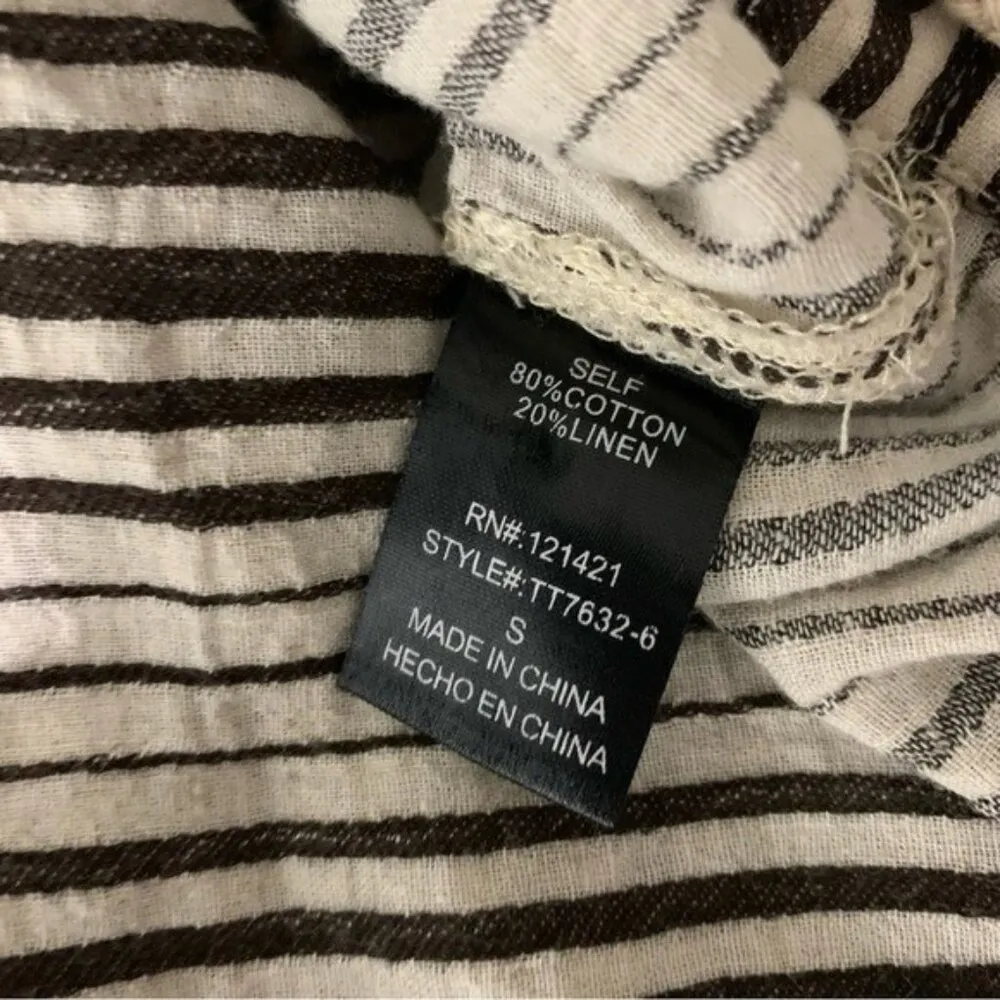 SELF
80%COTTON
20%LINEN
RN#:121421
STYLE#:TT7632-6
S
MADE IN CHINA
HECHO EN CHINA